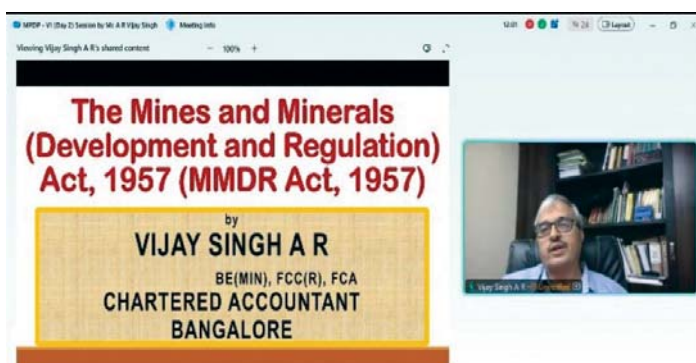 MPDP - VI (Day 2) Session by Mr. A R Vijay Singh Meeting info
12:01 Layout
Viewing Vijay Singh A R's shared content - 100% +
The Mines and Minerals
(Development and Regulation)
Act, 1957 (MMDR Act, 1957)
by
VIJAY SINGH A R
BE(MIN), FCC(R), FCA
CHARTERED ACCOUNTANT
BANGALORE
Vijay Singh A R